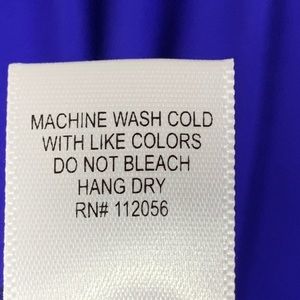 MACHINE WASH COLD
WITH LIKE COLORS
DO NOT BLEACH
HANG DRY
RN# 112056